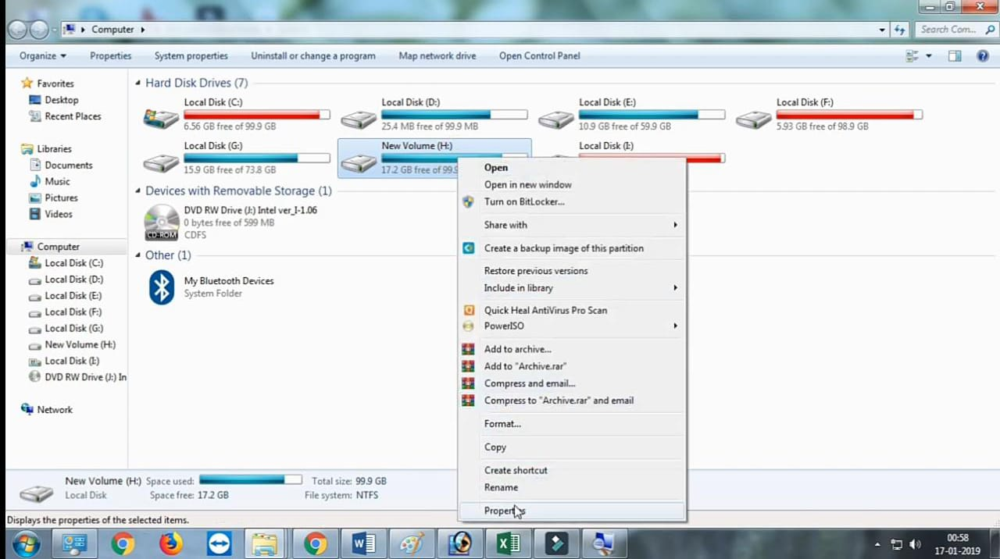 Computer
Search Com...
Organize
Properties
System properties
Uninstall or change a program
Map network drive
Open Control Panel
Favorites
Desktop
Recent Places
Libraries
Documents
Music
Pictures
Videos
Computer
Local Disk (C:)
Local Disk (D:)
Local Disk (E:)
Local Disk (F:)
Local Disk (G:)
New Volume (H:)
Local Disk (I:)
DVD RW Drive (J:) In
Network
Hard Disk Drives (7)
Local Disk (C:)
6.56 GB free of 99.9 GB
Local Disk (D:)
25.4 MB free of 99.9 MB
Local Disk (E:)
10.9 GB free of 59.9 GB
Local Disk (F:)
5.93 GB free of 98.9 GB
Local Disk (G:)
15.9 GB free of 73.8 GB
New Volume (H:)
17.2 GB free of 99.9
Local Disk (I:)
Devices with Removable Storage (1)
DVD RW Drive (J:) Intel ver_I-1.06
0 bytes free of 599 MB
CDFS
CD-ROM
Other (1)
My Bluetooth Devices
System Folder
Open
Open in new window
Turn on BitLocker...
Share with
Create a backup image of this partition
Restore previous versions
Include in library
Quick Heal AntiVirus Pro Scan
PowerISO
Add to archive...
Add to "Archive.rar"
Compress and email...
Compress to "Archive.rar" and email
Format...
Copy
Create shortcut
Rename
Properties
New Volume (H:) Space used: Total size: 99.9 GB
Local Disk Space free: 17.2 GB File system: NTFS
Displays the properties of the selected items.
00:58
17-01-2019